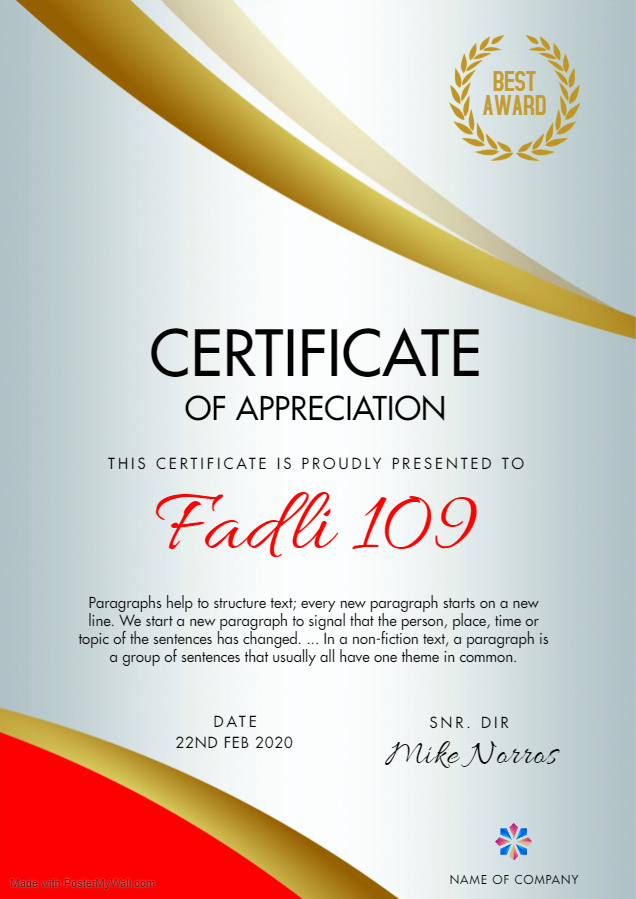 BEST
AWARD
CERTIFICATE
OF APPRECIATION
THIS CERTIFICATE IS PROUDLY PRESENTED TO
Fadli 109
Paragraphs help to structure text; every new paragraph starts on a new
line. We start a new paragraph to signal that the person, place, time or
topic of the sentences has changed. ... In a non-fiction text, a paragraph is
a group of sentences that usually all have one theme in common.
DATE
22ND FEB 2020
SNR. DIR
Mike Norros
NAME OF COMPANY
Made with PosterMyWall.com